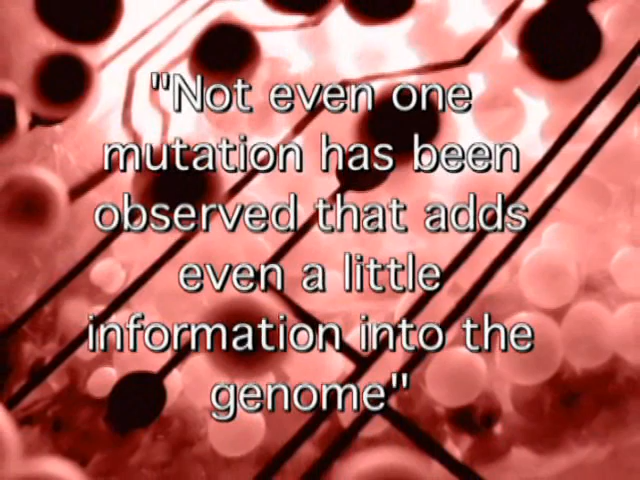 "Not even one
mutation has been
observed that adds
even a little
information into the
genome"